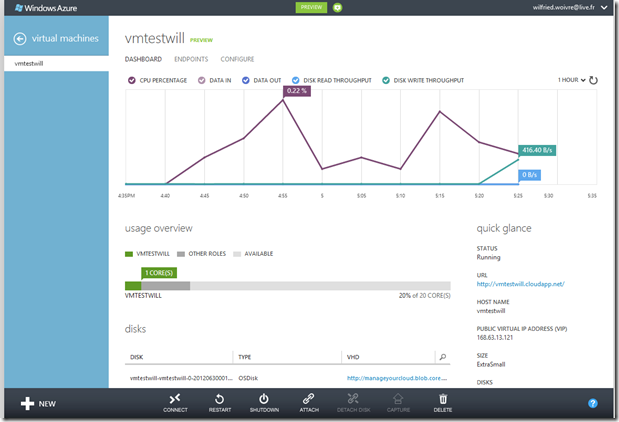 Windows Azure
PREVIEW
wilfried.woivre@live.fr
virtual machines
vmtestwill
vmtestwill PREVIEW
DASHBOARD ENDPOINTS CONFIGURE
CPU PERCENTAGE DATA IN DATA OUT DISK READ THROUGHPUT DISK WRITE THROUGHPUT 1 HOUR
0.22 %
416.40 B/s
0 B/s
4:35PM 4:40 4:45 4:50 4:55 5 5:05 5:10 5:15 5:20 5:25 5:30 5:35
usage overview
VMTESTWILL OTHER ROLES AVAILABLE
1 CORE(S)
VMTESTWILL 20% of 20 CORE(S)
disks
DISK TYPE VHD
vmtestwill-vmtestwill-0-20120630001... OSDisk http://manageyourcloud.blob.core....
quick glance
STATUS
Running
URL
http://vmtestwill.cloudapp.net/
HOST NAME
vmtestwill
PUBLIC VIRTUAL IP ADDRESS (VIP)
168.63.13.121
SIZE
ExtraSmall
DISKS
NEW
CONNECT RESTART SHUTDOWN ATTACH DETACH DISK CAPTURE DELETE
?